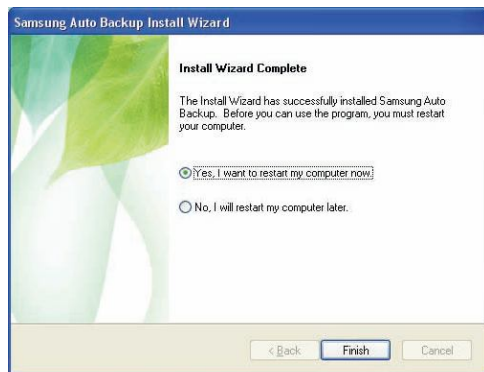 Samsung Auto Backup Install Wizard
Install Wizard Complete
The Install Wizard has successfully installed Samsung Auto
Backup. Before you can use the program, you must restart
your computer.
Yes, I want to restart my computer now.
No, I will restart my computer later.
< Back Finish Cancel